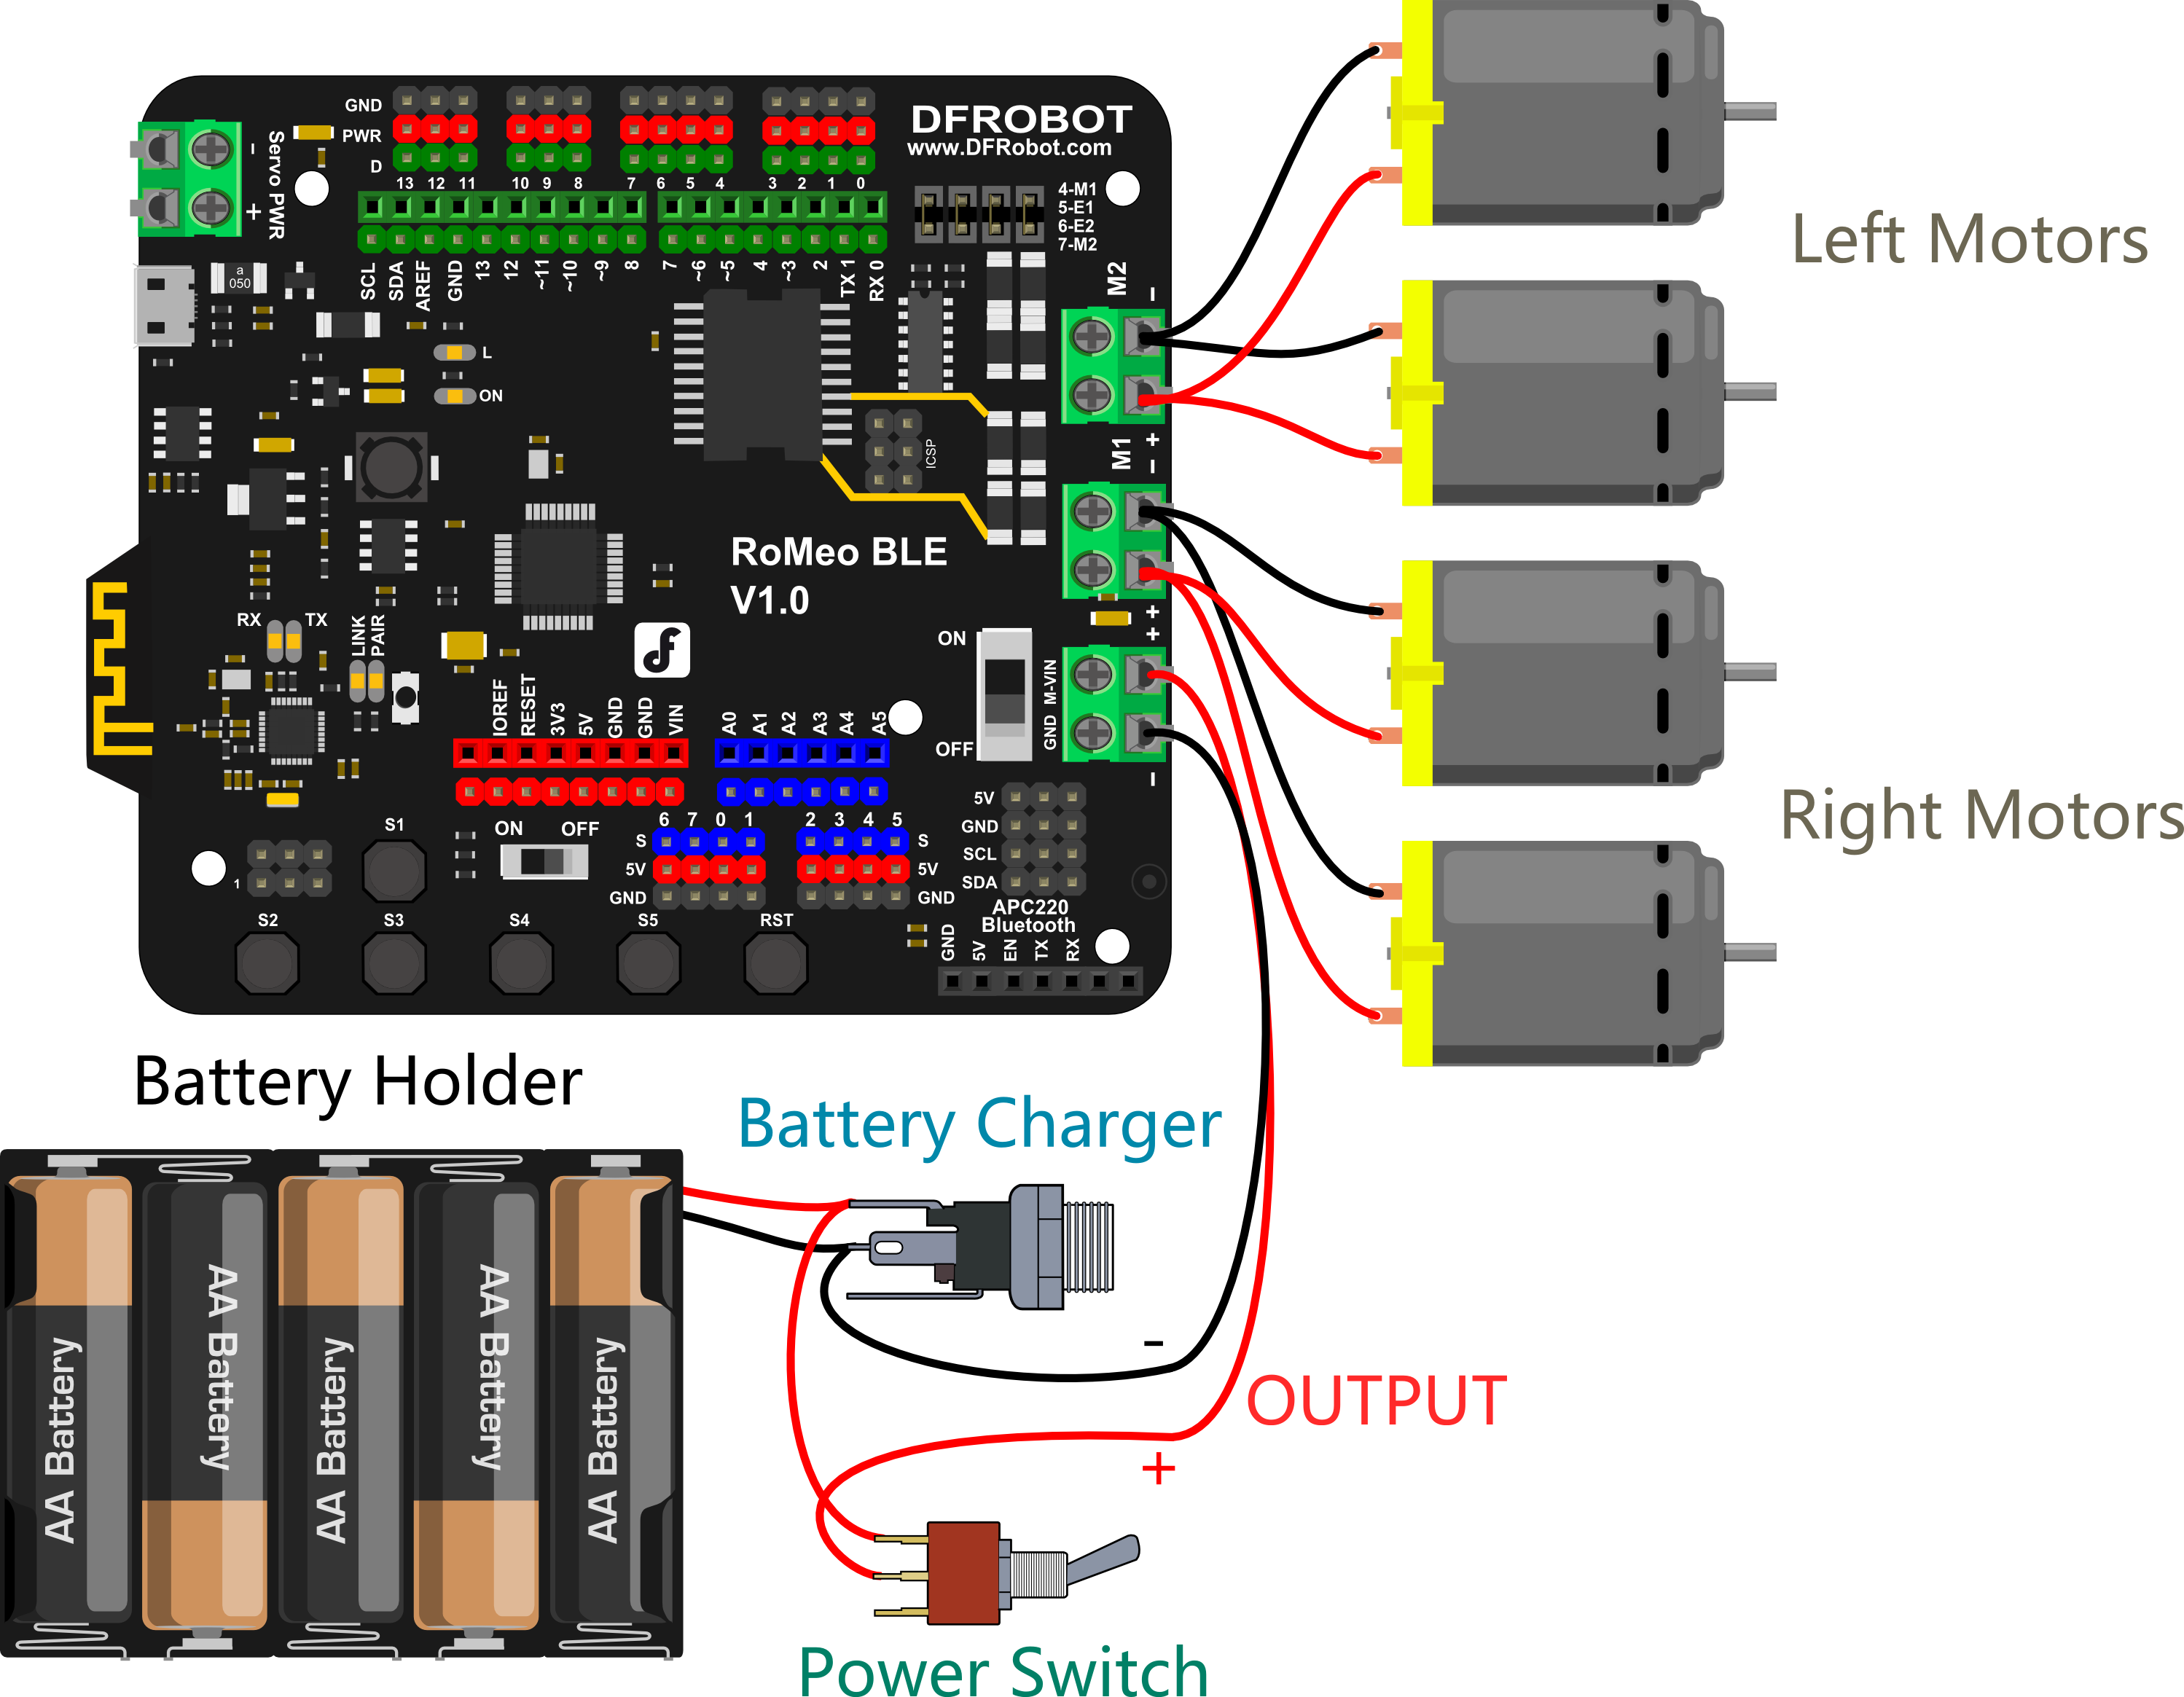 GND
PWR
D
13 12 11 10 9 8 7 6 5 4 3 2 1 0
DFROBOT
www.DFRobot.com
- + Servo PWR
4-M1
5-E1
6-E2
7-M2
SCL SDA AREF GND 13 12 ~11 ~10 ~9 8 7 ~6 ~5 4 ~3 2 TX 1 RX 0
a
050
L
ON
M2
-
+
M1
-
+
ICSP
RoMeo BLE
V1.0
RX TX
LINK
PAIR
ON
OFF
+
M-VIN
GND
-
IOREF RESET 3V3 5V GND GND VIN
A0 A1 A2 A3 A4 A5
S1
ON OFF
6 7 0 1 2 3 4 5
S S
5V 5V
GND GND
5V
GND
SCL
SDA
1
APC220
Bluetooth
GND 5V EN TX RX
S2 S3 S4 S5 RST
Left Motors
Right Motors
Battery Holder
AA Battery
AA Battery
AA Battery
AA Battery
AA Battery
Battery Charger
-
OUTPUT
+
Power Switch